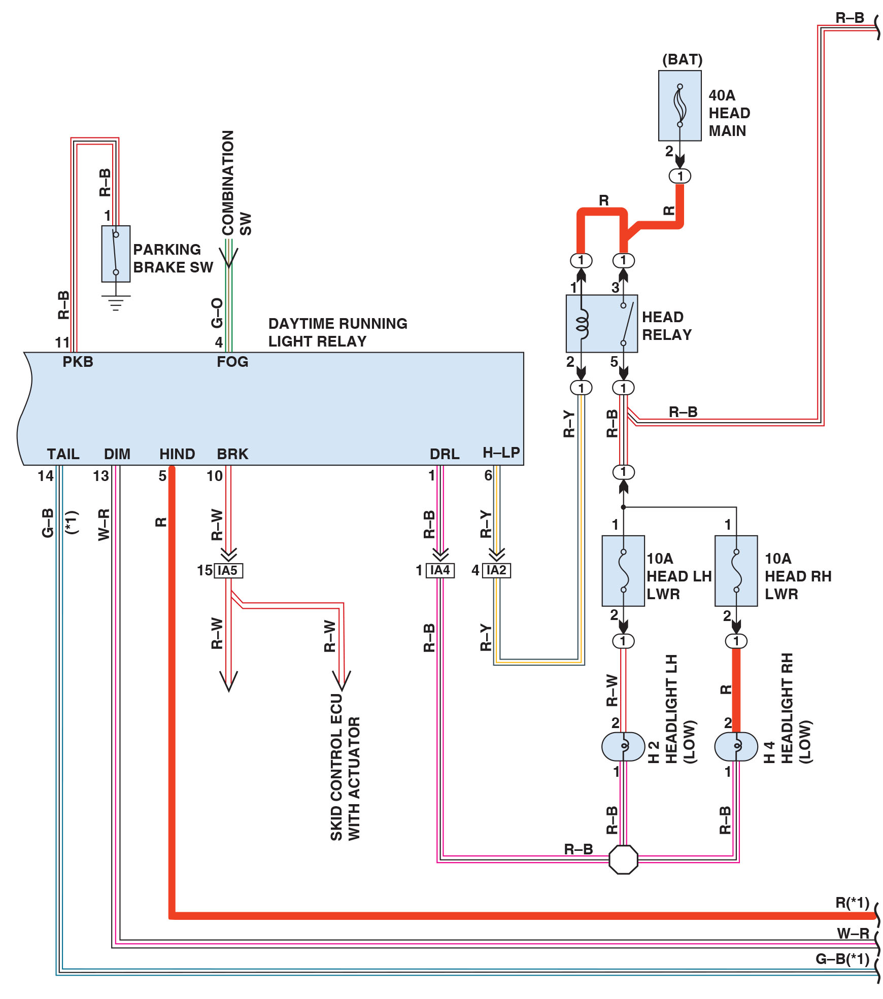 R–B
(BAT)
40A
HEAD
MAIN
2
1
R
R
COMBINATION
SW
R–B
1
PARKING
BRAKE SW
1
1
1
3
R–B
G–O
HEAD
RELAY
DAYTIME RUNNING
LIGHT RELAY
11
4
PKB
FOG
2
5
1
1
R–Y
R–B
R–B
TAIL
DIM
HIND
BRK
DRL
H–LP
14
13
5
10
1
6
1
G–B
(*1)
W–R
R
R–W
R–B
R–Y
1
1
15
IA5
1
IA4
4
IA2
10A
HEAD LH
LWR
10A
HEAD RH
LWR
2
2
1
1
R–W
R–W
R–B
R–Y
R–W
R
H 2
HEADLIGHT LH
(LOW)
H 4
HEADLIGHT RH
(LOW)
2
2
SKID CONTROL ECU
WITH ACTUATOR
1
1
R–B
R–B
R–B
R(*1)
W–R
G–B(*1)